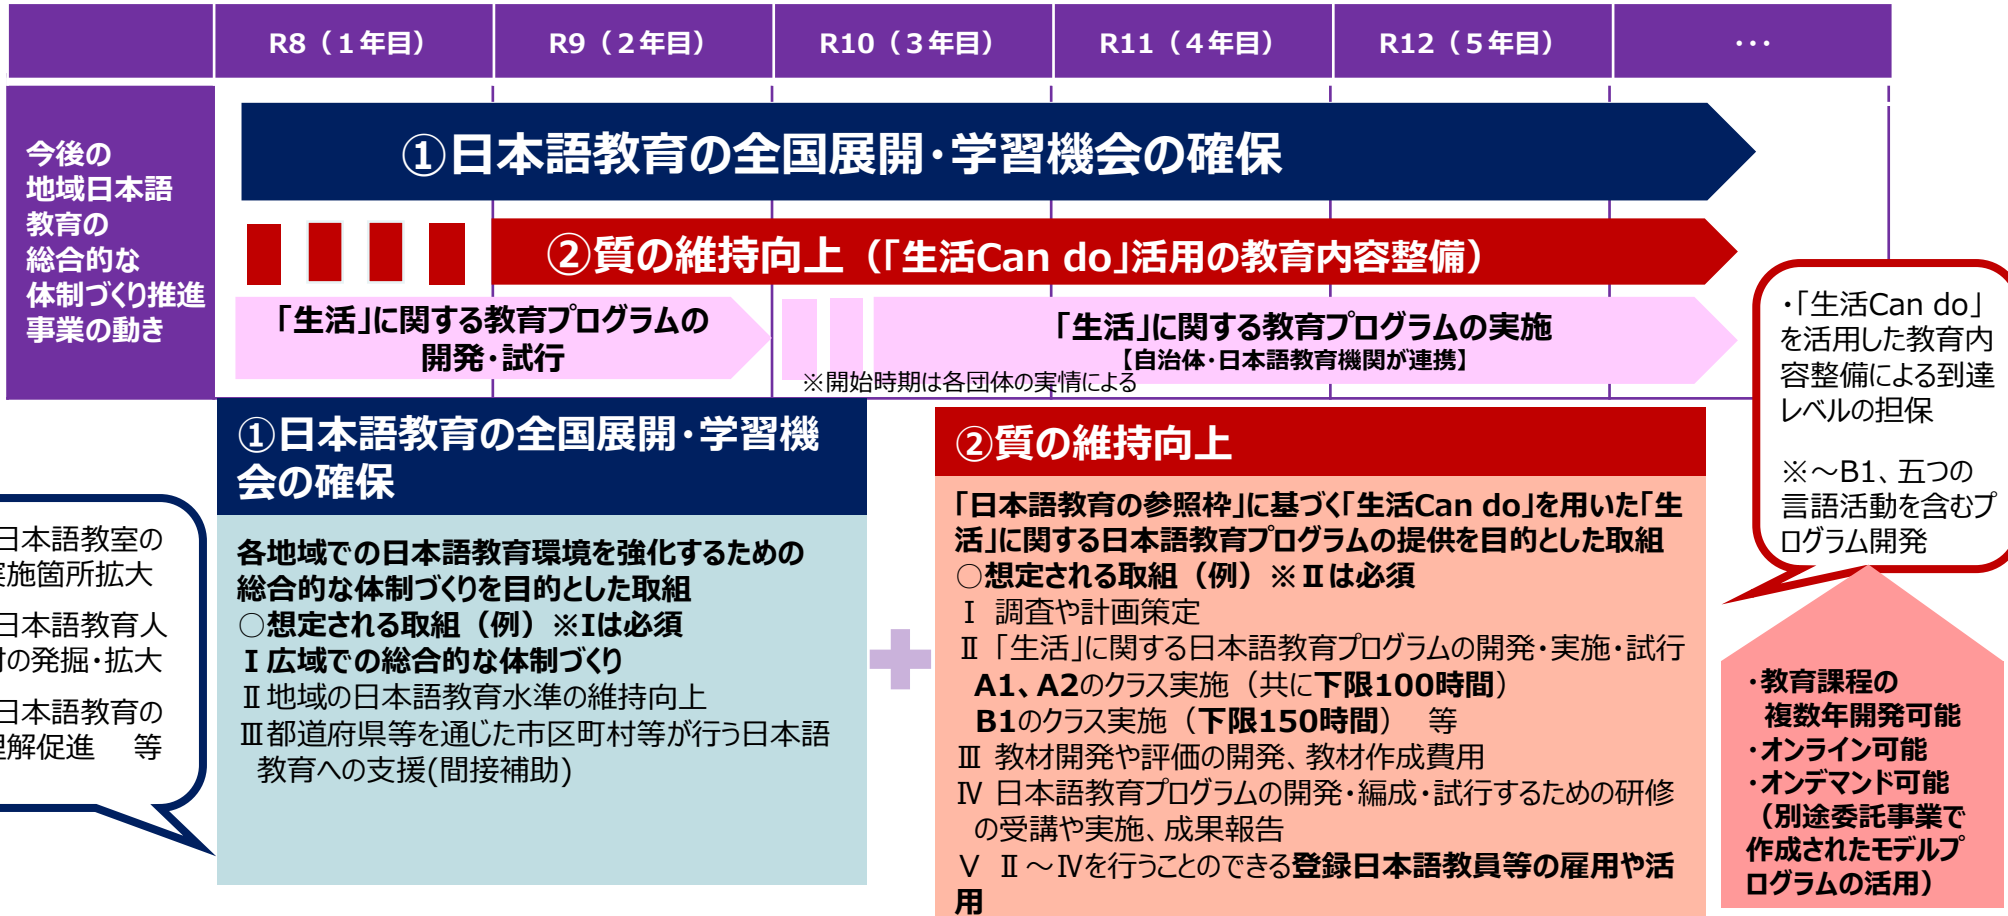 R8（１年目）
R9（２年目）
R10（３年目）
R11（４年目）
R12（５年目）
・・・
今後の
地域日本語
教育の
総合的な
体制づくり推進
事業の動き
①日本語教育の全国展開・学習機会の確保
②質の維持向上（「生活Can do」活用の教育内容整備）
「生活」に関する教育プログラムの
開発・試行
「生活」に関する教育プログラムの実施
【自治体・日本語教育機関が連携】
※開始時期は各団体の実情による
・「生活Can do」
を活用した教育内
容整備による到達
レベルの担保
※～B1、五つの
言語活動を含むプ
ログラム開発
日本語教室の
実施箇所拡大
日本語教育人
材の発掘・拡大
日本語教育の
理解促進　等
①日本語教育の全国展開・学習機
会の確保
各地域での日本語教育環境を強化するための
総合的な体制づくりを目的とした取組
○想定される取組（例）※Ⅰは必須
Ⅰ広域での総合的な体制づくり
Ⅱ地域の日本語教育水準の維持向上
Ⅲ都道府県等を通じた市区町村等が行う日本語
教育への支援(間接補助)
②質の維持向上
「日本語教育の参照枠」に基づく「生活Can do」を用いた「生
活」に関する日本語教育プログラムの提供を目的とした取組
○想定される取組（例）※Ⅱは必須
Ⅰ 調査や計画策定
Ⅱ 「生活」に関する日本語教育プログラムの開発・実施・試行
A1、A2のクラス実施（共に下限100時間）
B1のクラス実施（下限150時間）　等
Ⅲ 教材開発や評価の開発、教材作成費用
Ⅳ 日本語教育プログラムの開発・編成・試行するための研修
の受講や実施、成果報告
Ⅴ Ⅱ～Ⅳを行うことのできる登録日本語教員等の雇用や活
用
・教育課程の
複数年開発可能
・オンライン可能
・オンデマンド可能
（別途委託事業で
作成されたモデルプ
ログラムの活用）